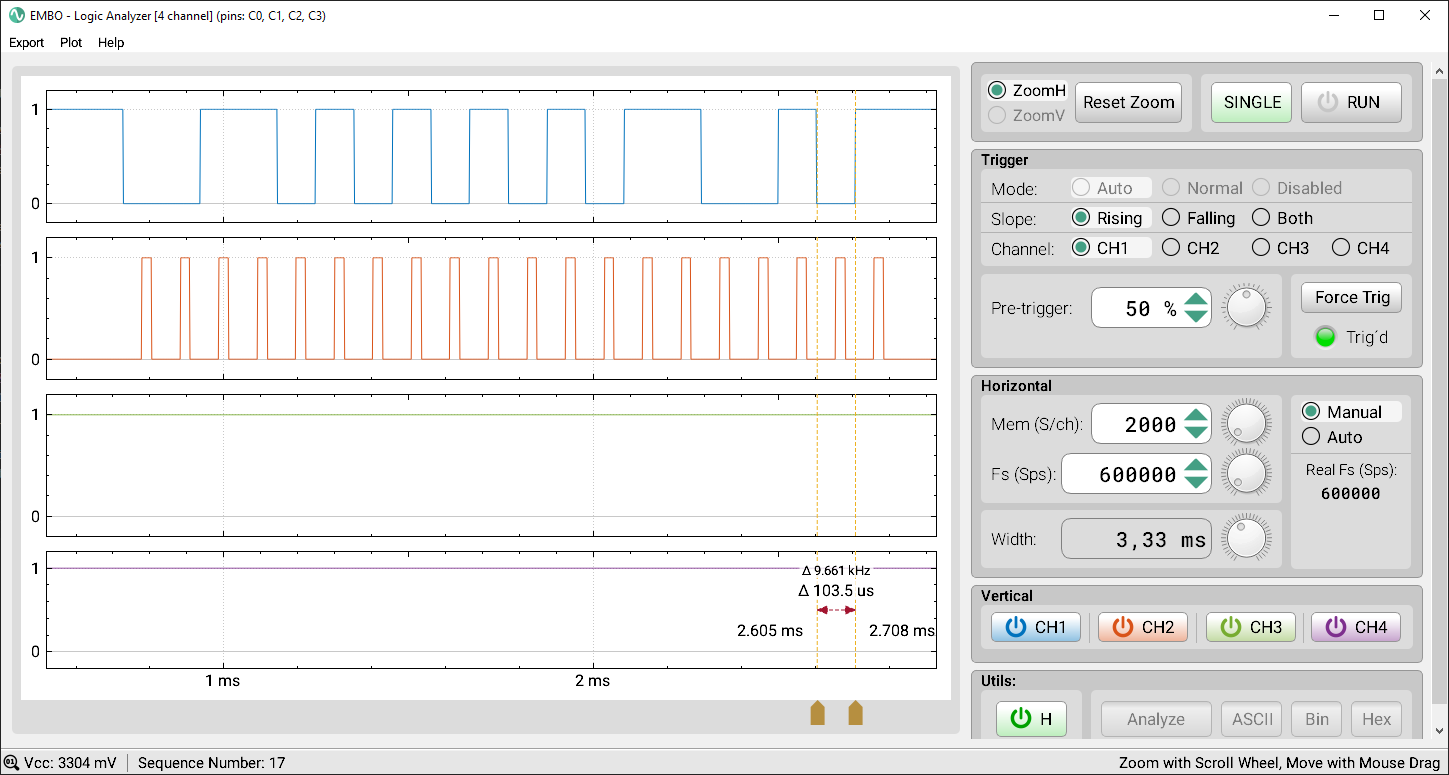 EMBO - Logic Analyzer [4 channel] (pins: C0, C1, C2, C3)
Export Plot Help
1
0
1
0
1
0
1
0
Δ 9.661 kHz
Δ 103.5 us
2.605 ms 2.708 ms
1 ms 2 ms
ZoomH
ZoomV
Reset Zoom
SINGLE
RUN
Trigger
Mode: Auto Normal Disabled
Slope: Rising Falling Both
Channel: CH1 CH2 CH3 CH4
Pre-trigger: 50 %
Force Trig
Trig´d
Horizontal
Mem (S/ch): 2000
Fs (Sps): 600000
Manual
Auto
Real Fs (Sps):
600000
Width: 3,33 ms
Vertical
CH1 CH2 CH3 CH4
Utils:
H Analyze ASCII Bin Hex
Vcc: 3304 mV Sequence Number: 17 Zoom with Scroll Wheel, Move with Mouse Drag